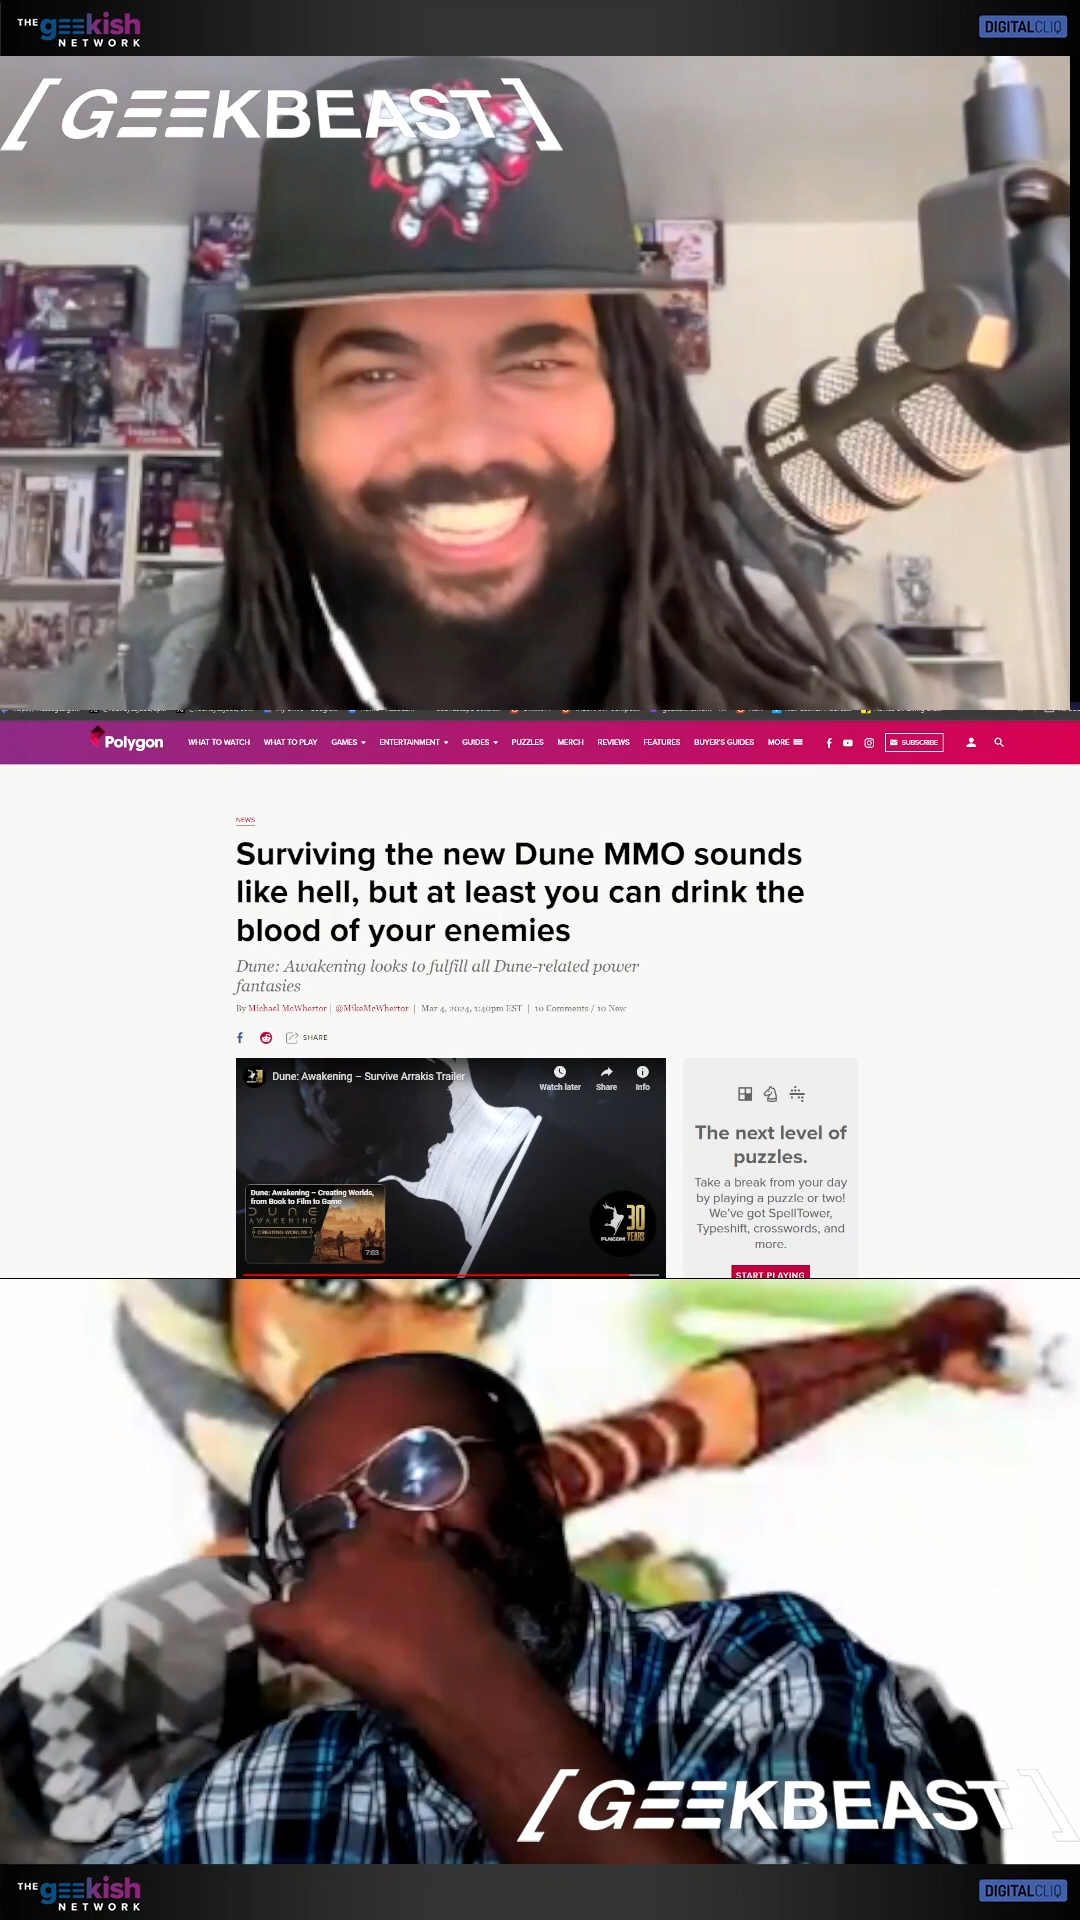 THE geekish
NETWORK
DIGITALCLIQ
[GEEKBEAST]
RODE
Polygon
WHAT TO WATCH WHAT TO PLAY GAMES ENTERTAINMENT GUIDES PUZZLES MERCH REVIEWS FEATURES BUYER'S GUIDES MORE SUBSCRIBE
NEWS
Surviving the new Dune MMO sounds
like hell, but at least you can drink the
blood of your enemies
Dune: Awakening looks to fulfill all Dune-related power
fantasies
By Michael McWhertor | @MikeMcWhertor | Mar 4, 2024, 1:40pm EST | 10 Comments / 10 New
SHARE
Dune: Awakening – Survive Arrakis Trailer
Watch later Share Info
Dune: Awakening – Creating Worlds,
from Book to Film to Game
DUNE
AWAKENING
CREATING WORLDS
7:03
FUNCOM
30
YEARS
The next level of
puzzles.
Take a break from your day
by playing a puzzle or two!
We've got SpellTower,
Typeshift, crosswords, and
more.
START PLAYING
[GEEKBEAST]
THE geekish
NETWORK
DIGITALCLIQ